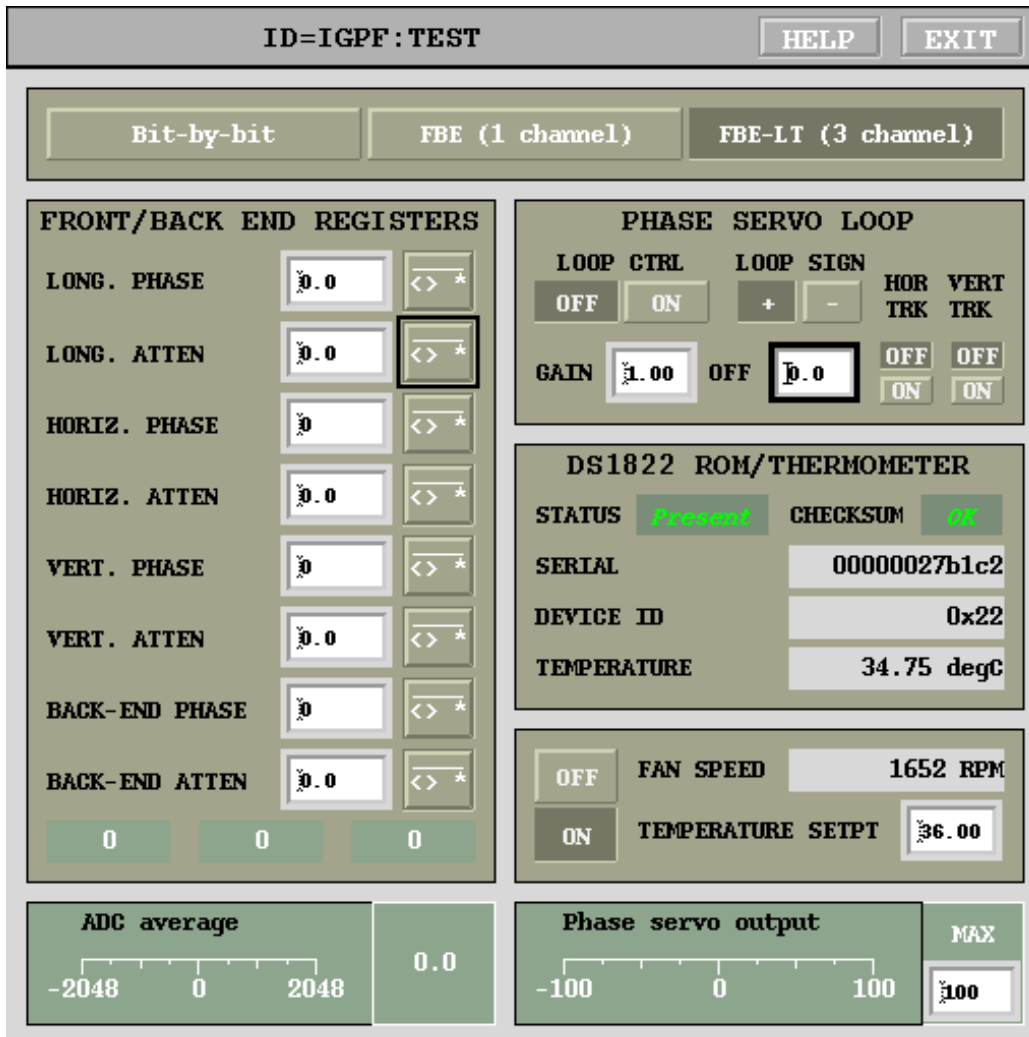 ID=IGPF:TEST HELP EXIT
Bit-by-bit FBE (1 channel) FBE-LT (3 channel)
FRONT/BACK END REGISTERS
LONG. PHASE 0.0 <> *
LONG. ATTEN 0.0 <> *
HORIZ. PHASE 0 <> *
HORIZ. ATTEN 0.0 <> *
VERT. PHASE 0 <> *
VERT. ATTEN 0.0 <> *
BACK-END PHASE 0 <> *
BACK-END ATTEN 0.0 <> *
0 0 0
PHASE SERVO LOOP
LOOP CTRL LOOP SIGN HOR TRK VERT TRK
OFF ON + - OFF OFF
GAIN 1.00 OFF 0.0 ON ON
DS1822 ROM/THERMOMETER
STATUS Present CHECKSUM OK
SERIAL 00000027b1c2
DEVICE ID 0x22
TEMPERATURE 34.75 degC
OFF FAN SPEED 1652 RPM
ON TEMPERATURE SETPT 36.00
ADC average
-2048 0 2048
0.0
Phase servo output
-100 0 100
MAX
100